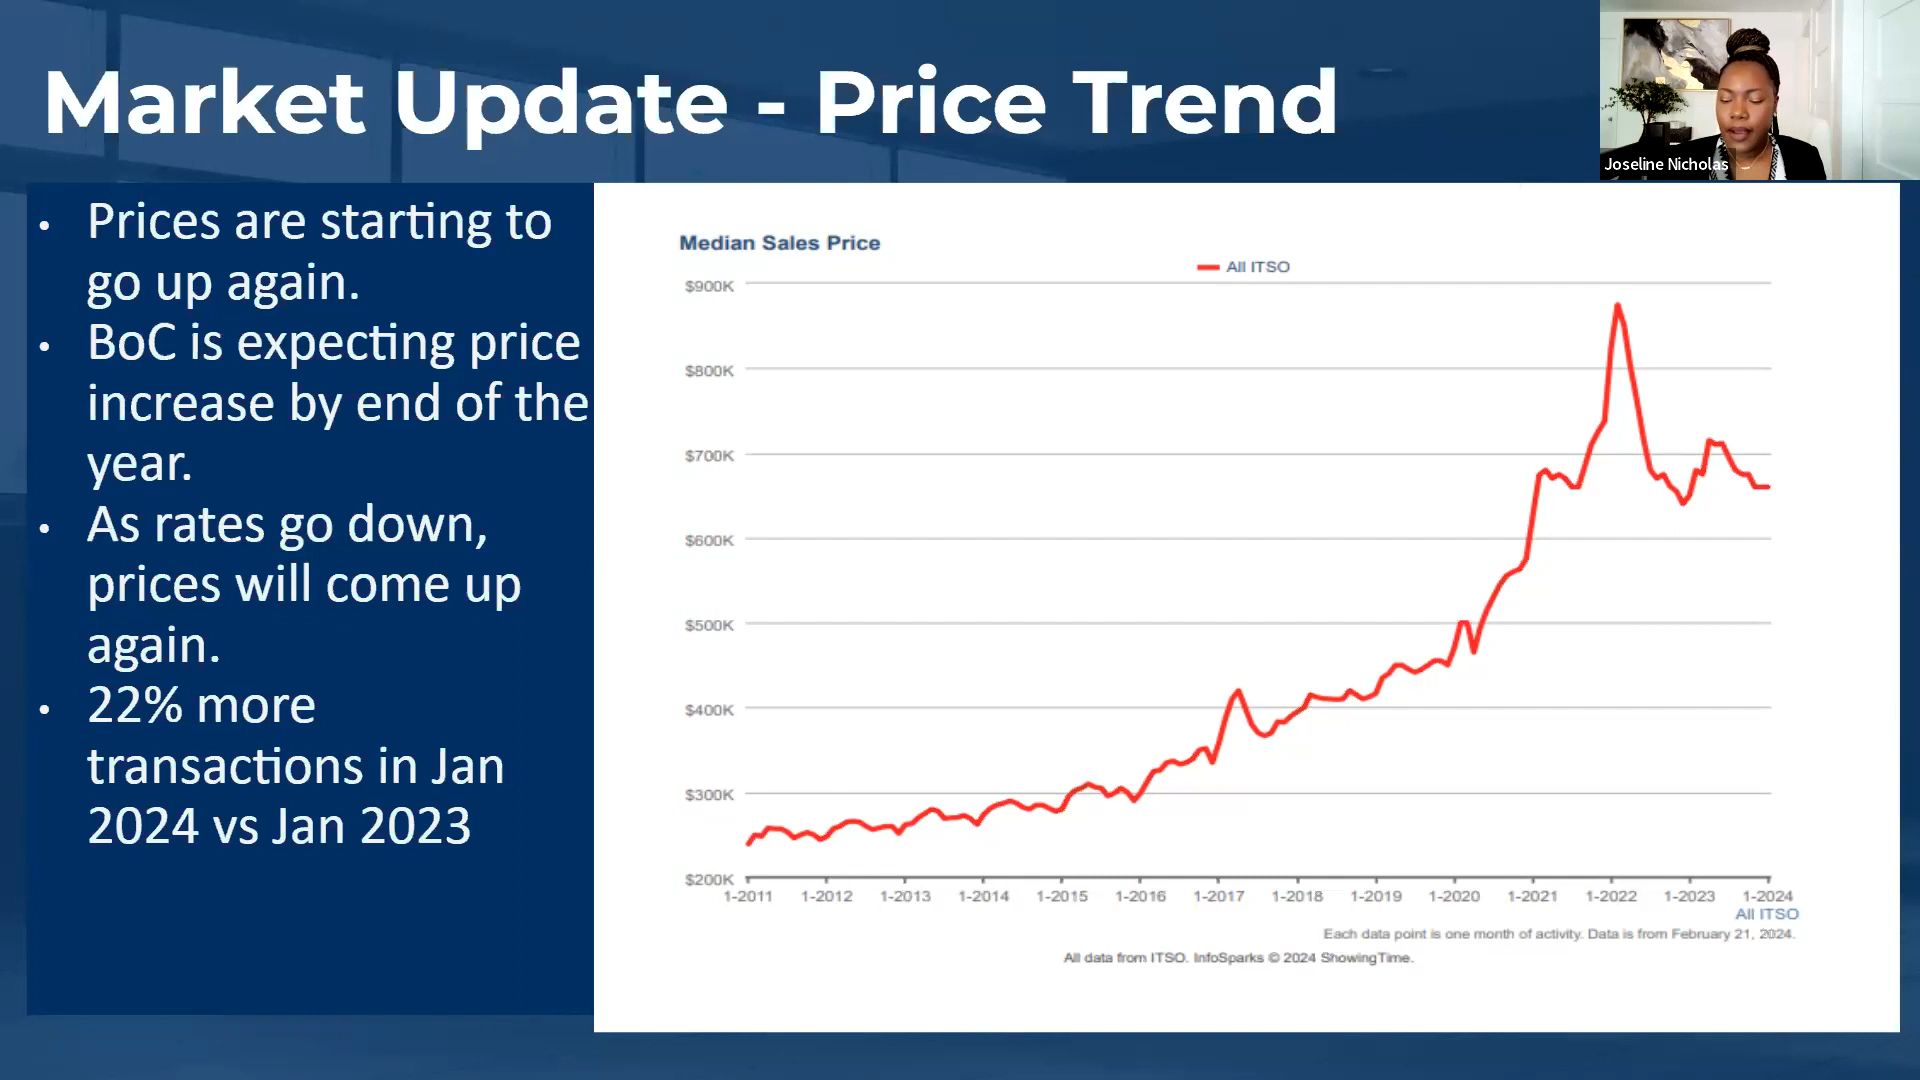 Market Update - Price Trend
Joseline Nicholas
• Prices are starting to
go up again.
• BoC is expecting price
increase by end of the
year.
• As rates go down,
prices will come up
again.
• 22% more
transactions in Jan
2024 vs Jan 2023
Median Sales Price
All ITSO
$900K
$800K
$700K
$600K
$500K
$400K
$300K
$200K
1-2011 1-2012 1-2013 1-2014 1-2015 1-2016 1-2017 1-2018 1-2019 1-2020 1-2021 1-2022 1-2023 1-2024
All ITSO
Each data point is one month of activity. Data is from February 21, 2024.
All data from ITSO. InfoSparks © 2024 ShowingTime.